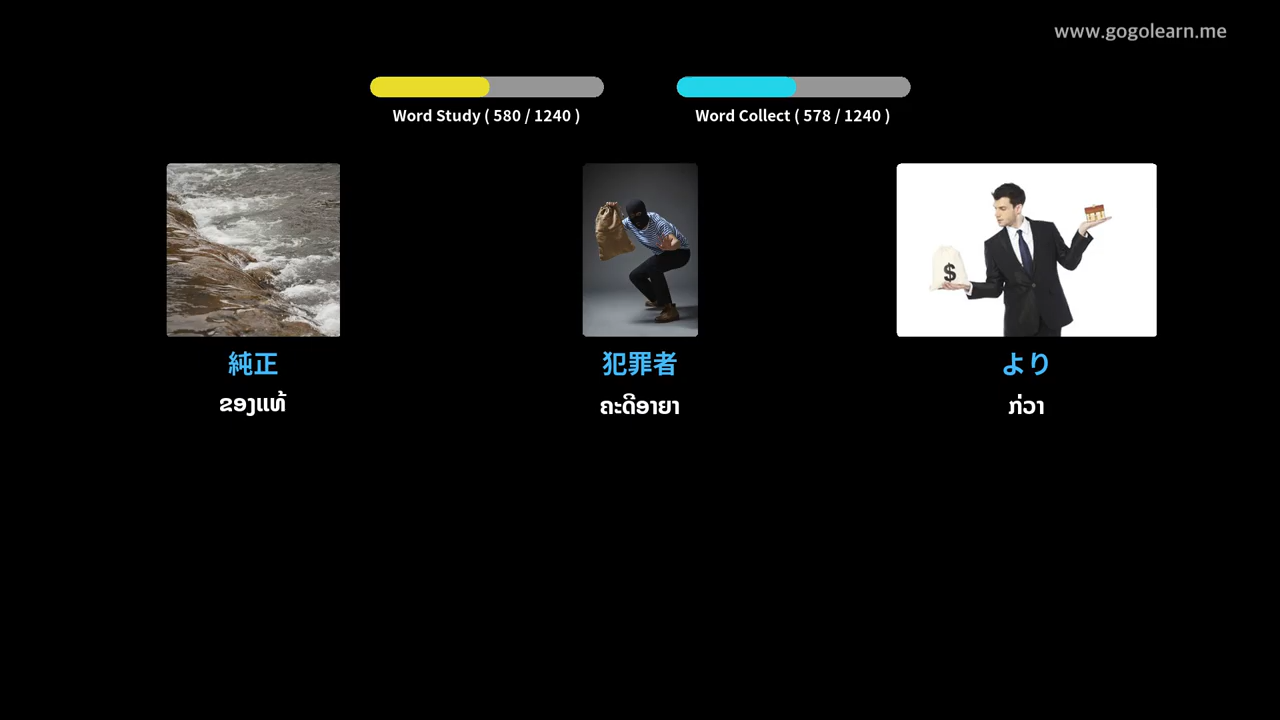 www.gogolearn.me
Word Study ( 580 / 1240 )
Word Collect ( 578 / 1240 )
純正
犯罪者
より
ຂອງແທ້
ຄະດີອາຍາ
ກ່ວາ